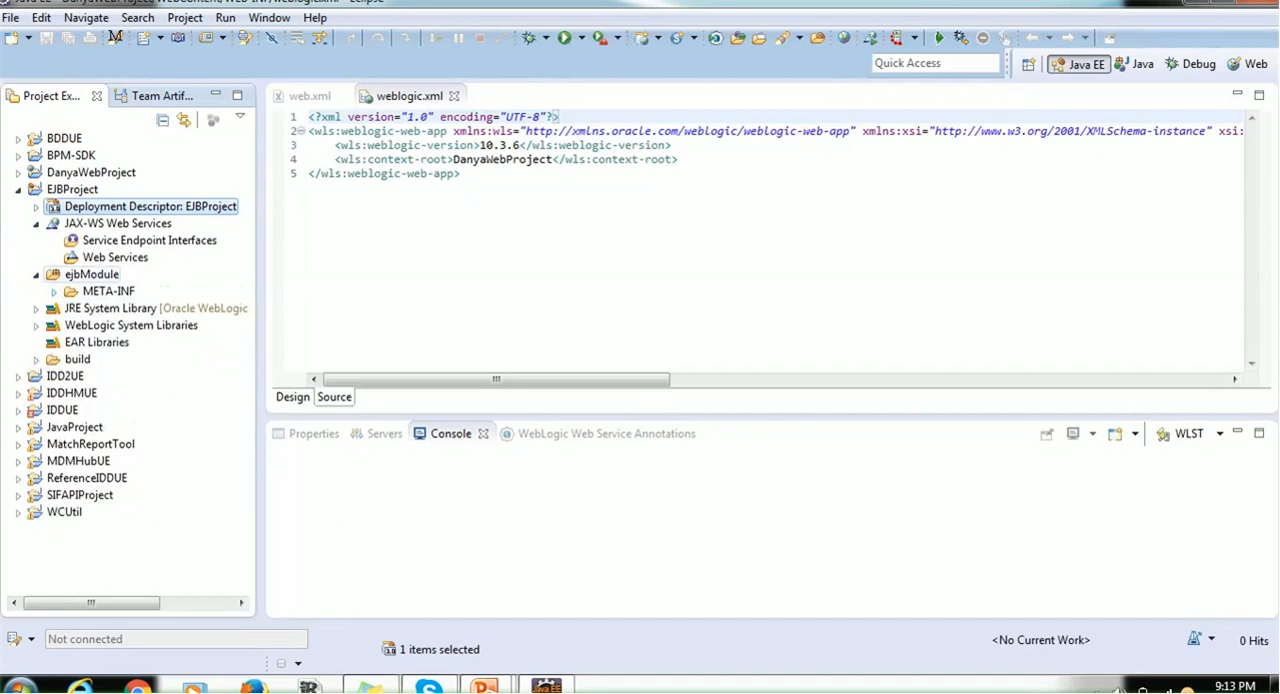 File Edit Navigate Search Project Run Window Help
Quick Access
Java EE
Java
Debug
Web
Project Ex...
Team Artif...
BDDUE
BPM-SDK
DanyaWebProject
EJBProject
Deployment Descriptor: EJBProject
JAX-WS Web Services
Service Endpoint Interfaces
Web Services
ejbModule
META-INF
JRE System Library [Oracle WebLogic
WebLogic System Libraries
EAR Libraries
build
IDD2UE
IDDHMUE
IDDUE
JavaProject
MatchReportTool
MDMHubUE
ReferenceIDDUE
SIFAPIProject
WCUtil
web.xml
weblogic.xml
1 <?xml version="1.0" encoding="UTF-8"?>
2 <wls:weblogic-web-app xmlns:wls="http://xmlns.oracle.com/weblogic/weblogic-web-app" xmlns:xsi="http://www.w3.org/2001/XMLSchema-instance" xsi:
3 <wls:weblogic-version>10.3.6</wls:weblogic-version>
4 <wls:context-root>DanyaWebProject</wls:context-root>
5 </wls:weblogic-web-app>
Design Source
Properties Servers Console WebLogic Web Service Annotations
WLST
Not connected
1 items selected
<No Current Work>
0 Hits
9:13 PM